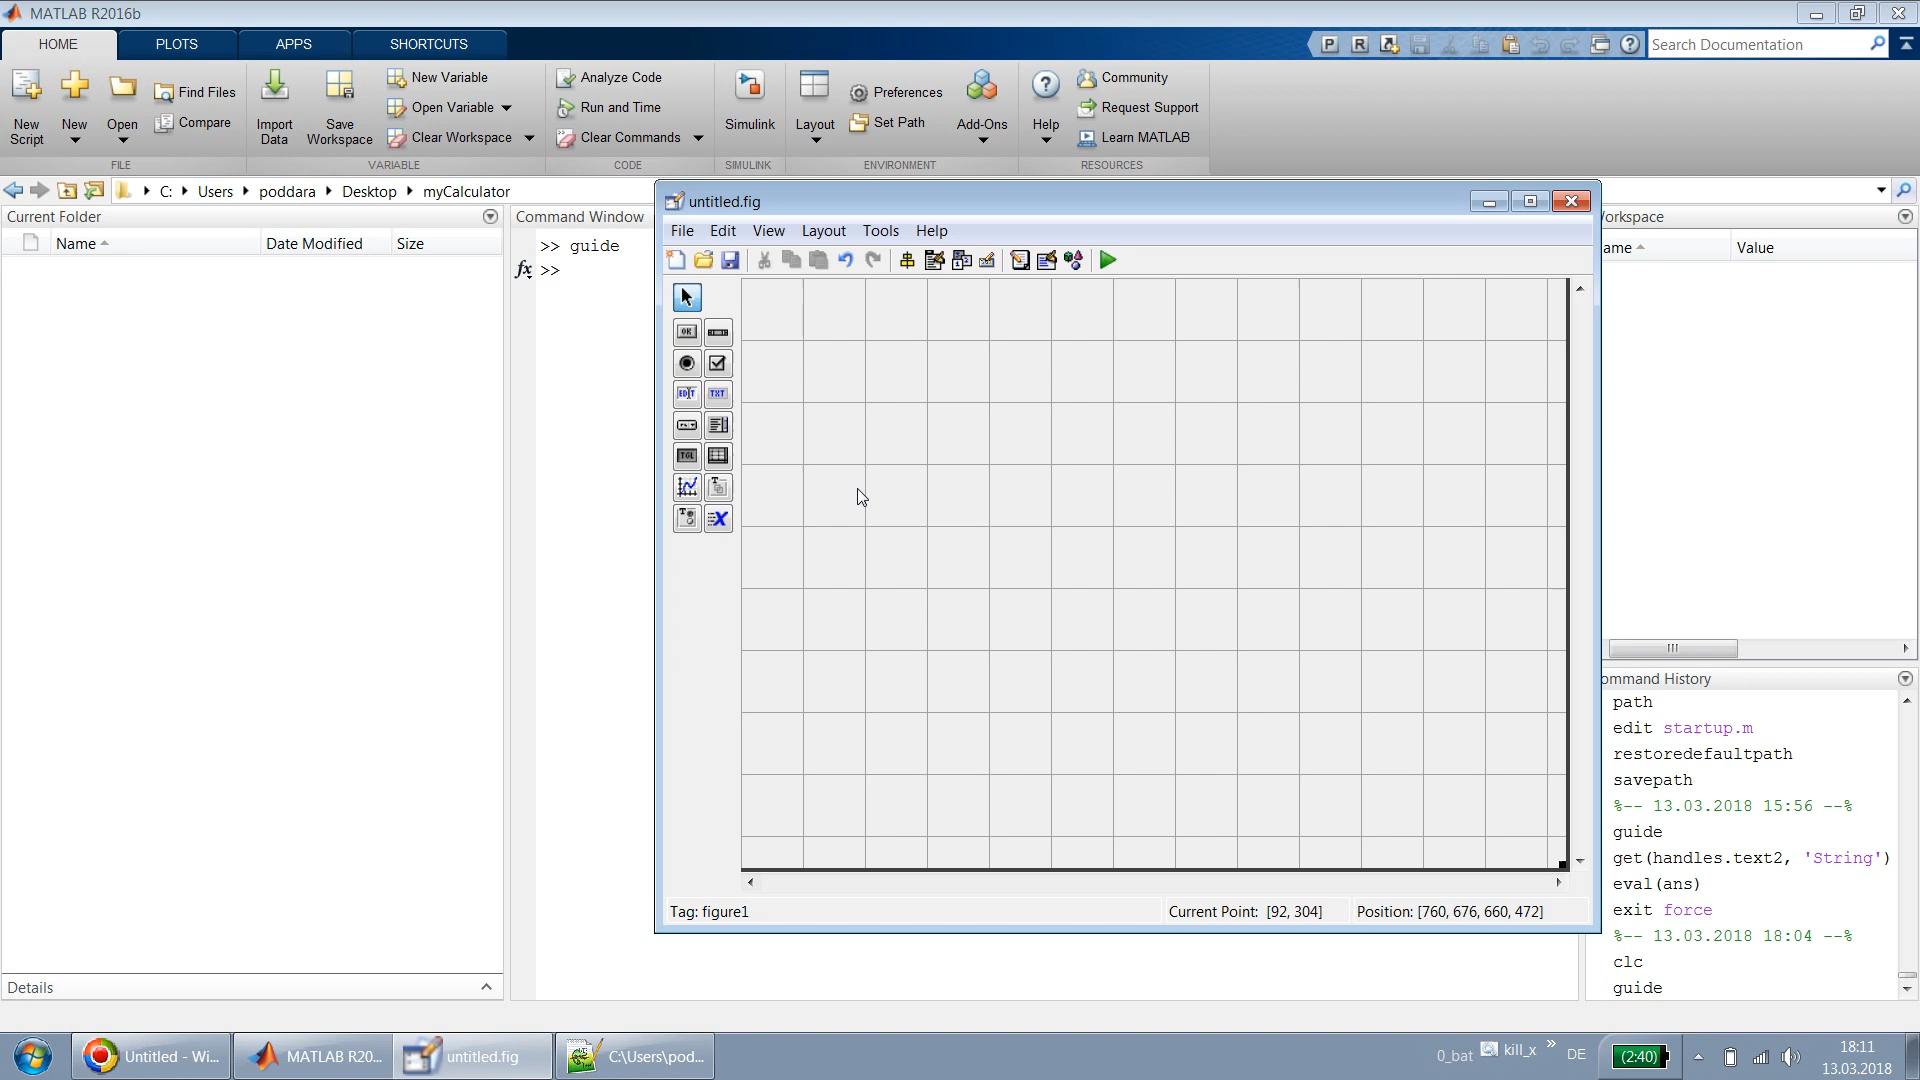 MATLAB R2016b
HOME PLOTS APPS SHORTCUTS
Search Documentation
New Script
New
Open
Find Files
Compare
FILE
Import Data
Save Workspace
New Variable
Open Variable
Clear Workspace
VARIABLE
Analyze Code
Run and Time
Clear Commands
CODE
Simulink
SIMULINK
Layout
Preferences
Set Path
Add-Ons
ENVIRONMENT
Help
Community
Request Support
Learn MATLAB
RESOURCES
C: Users poddara Desktop myCalculator
Current Folder
Name Date Modified Size
Details
Command Window
>> guide
fx >>
untitled.fig
File Edit View Layout Tools Help
OK
EDIT TXT
TGL
Tag: figure1
Current Point: [92, 304]
Position: [760, 676, 660, 472]
Workspace
ame Value
ommand History
path
edit startup.m
restoredefaultpath
savepath
%-- 13.03.2018 15:56 --%
guide
get(handles.text2, 'String')
eval(ans)
exit force
%-- 13.03.2018 18:04 --%
clc
guide
Untitled - Wi...
MATLAB R20...
untitled.fig
C:\Users\pod...
0_bat
kill_x
DE
(2:40)
18:11
13.03.2018